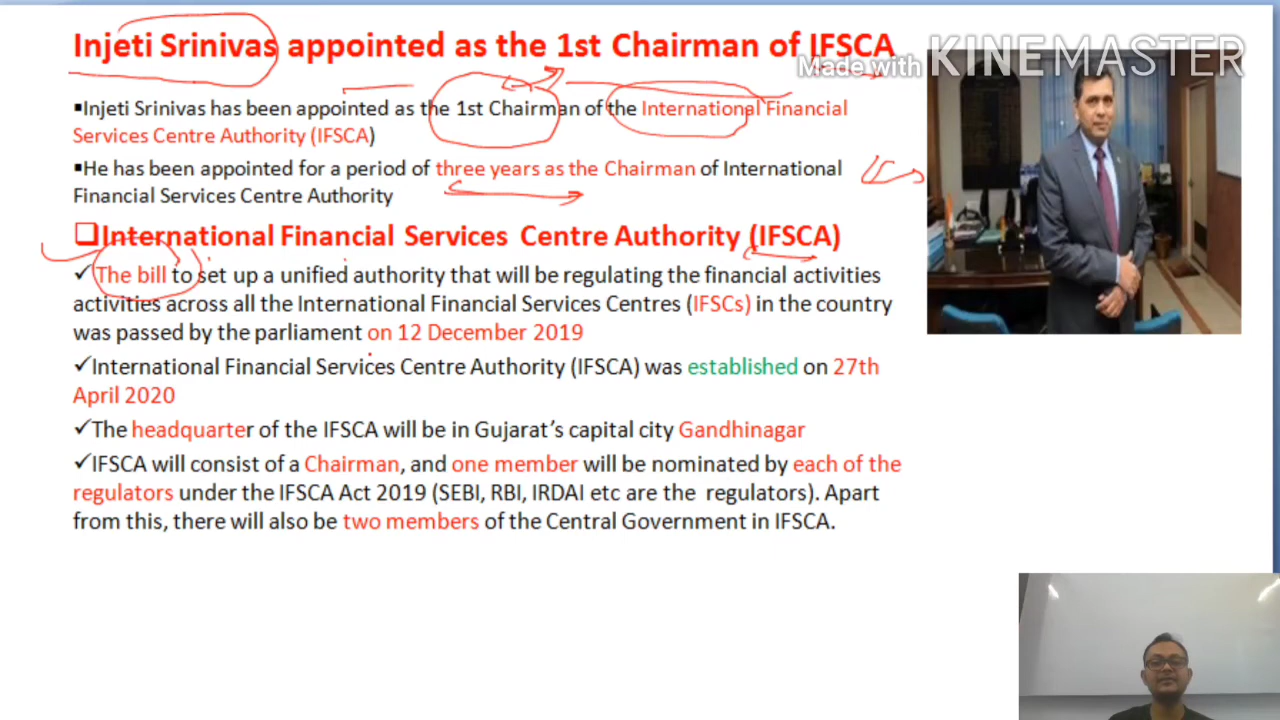 Injeti Srinivas appointed as the 1st Chairman of IFSCA
Made with KINEMASTER
▪Injeti Srinivas has been appointed as the 1st Chairman of the International Financial
Services Centre Authority (IFSCA)
▪He has been appointed for a period of three years as the Chairman of International
Financial Services Centre Authority
❑International Financial Services Centre Authority (IFSCA)
✓The bill to set up a unified authority that will be regulating the financial activities
activities across all the International Financial Services Centres (IFSCs) in the country
was passed by the parliament on 12 December 2019
✓International Financial Services Centre Authority (IFSCA) was established on 27th
April 2020
✓The headquarter of the IFSCA will be in Gujarat's capital city Gandhinagar
✓IFSCA will consist of a Chairman, and one member will be nominated by each of the
regulators under the IFSCA Act 2019 (SEBI, RBI, IRDAI etc are the regulators). Apart
from this, there will also be two members of the Central Government in IFSCA.